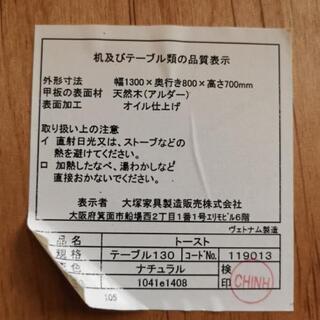 机及びテーブル類の品質表示
外形寸法 幅1300×奥行き800×高さ700mm
甲板の表面材 天然木(アルダー)
表面加工 オイル仕上げ
取り扱い上の注意
イ 直射日光又は、ストーブなどの
熱を避けてください。
ロ 加熱したなべ、湯わかしなど
直接おかないでください。
表示者 大塚家具製造販売株式会社
大阪府箕面市船場西2丁目1番1号エリモビル6階
ヴェトナム製造
品名 トースト
規格 テーブル130 コードNo. 119013
色 ナチュラル 検
1041e1408 印
CHINH
105